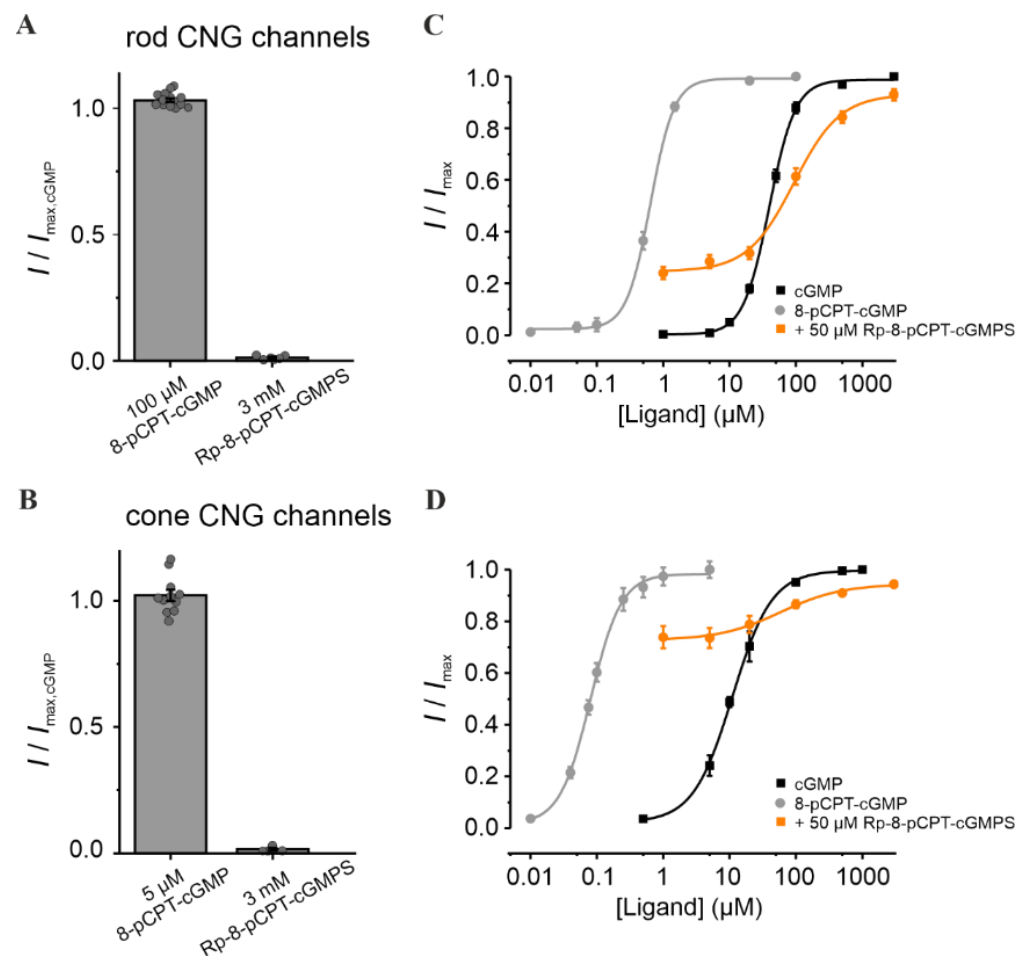 A
rod CNG channels
I / Imax,cGMP
1.0
0.5
0.0
100 µM
8-pCPT-cGMP
3 mM
Rp-8-pCPT-cGMPS
C
I / Imax
1.0
0.8
0.6
0.4
0.2
0.0
cGMP
8-pCPT-cGMP
+ 50 µM Rp-8-pCPT-cGMPS
0.01 0.1 1 10 100 1000
[Ligand] (µM)
B
cone CNG channels
I / Imax,cGMP
1.0
0.5
0.0
5 µM
8-pCPT-cGMP
3 mM
Rp-8-pCPT-cGMPS
D
I / Imax
1.0
0.8
0.6
0.4
0.2
0.0
cGMP
8-pCPT-cGMP
+ 50 µM Rp-8-pCPT-cGMPS
0.01 0.1 1 10 100 1000
[Ligand] (µM)